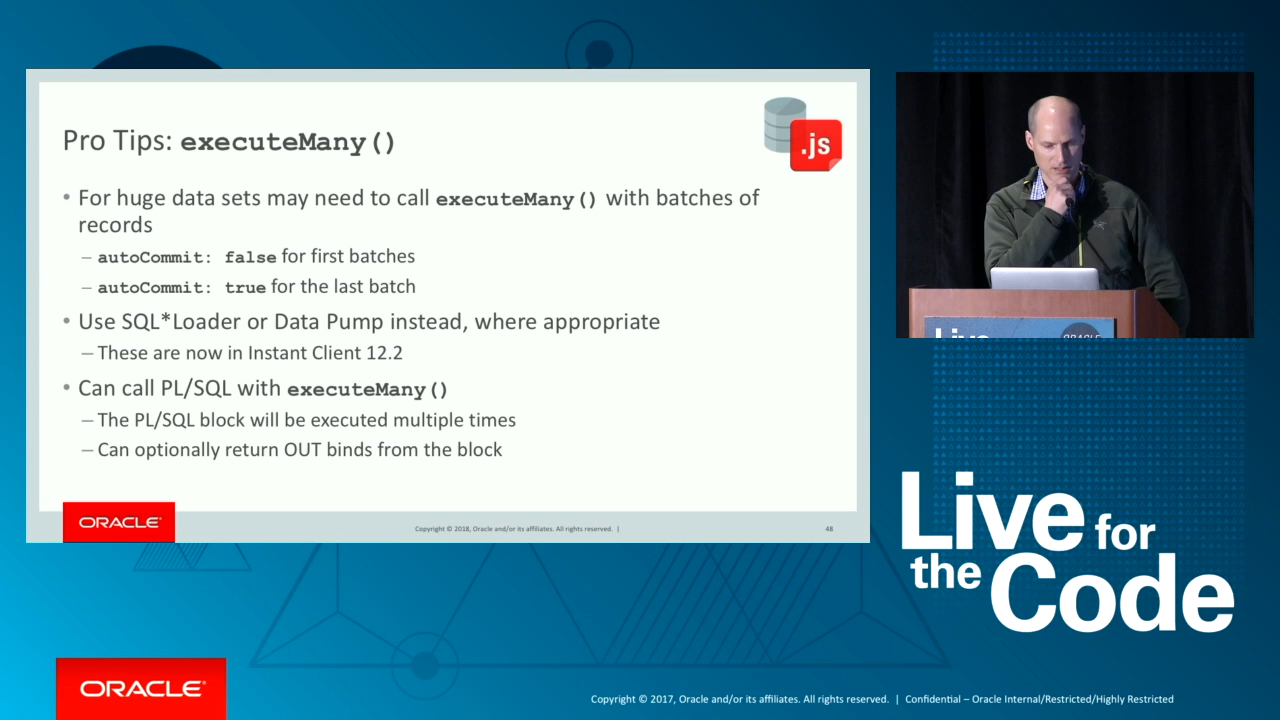 Pro Tips: executeMany()
.js
• For huge data sets may need to call executeMany() with batches of
records
– autoCommit: false for first batches
– autoCommit: true for the last batch
• Use SQL*Loader or Data Pump instead, where appropriate
– These are now in Instant Client 12.2
• Can call PL/SQL with executeMany()
– The PL/SQL block will be executed multiple times
– Can optionally return OUT binds from the block
ORACLE®
Copyright © 2018, Oracle and/or its affiliates. All rights reserved. |
48
Live
ORACLE
Live for
the Code
ORACLE®
Copyright © 2017, Oracle and/or its affiliates. All rights reserved. | Confidential – Oracle Internal/Restricted/Highly Restricted